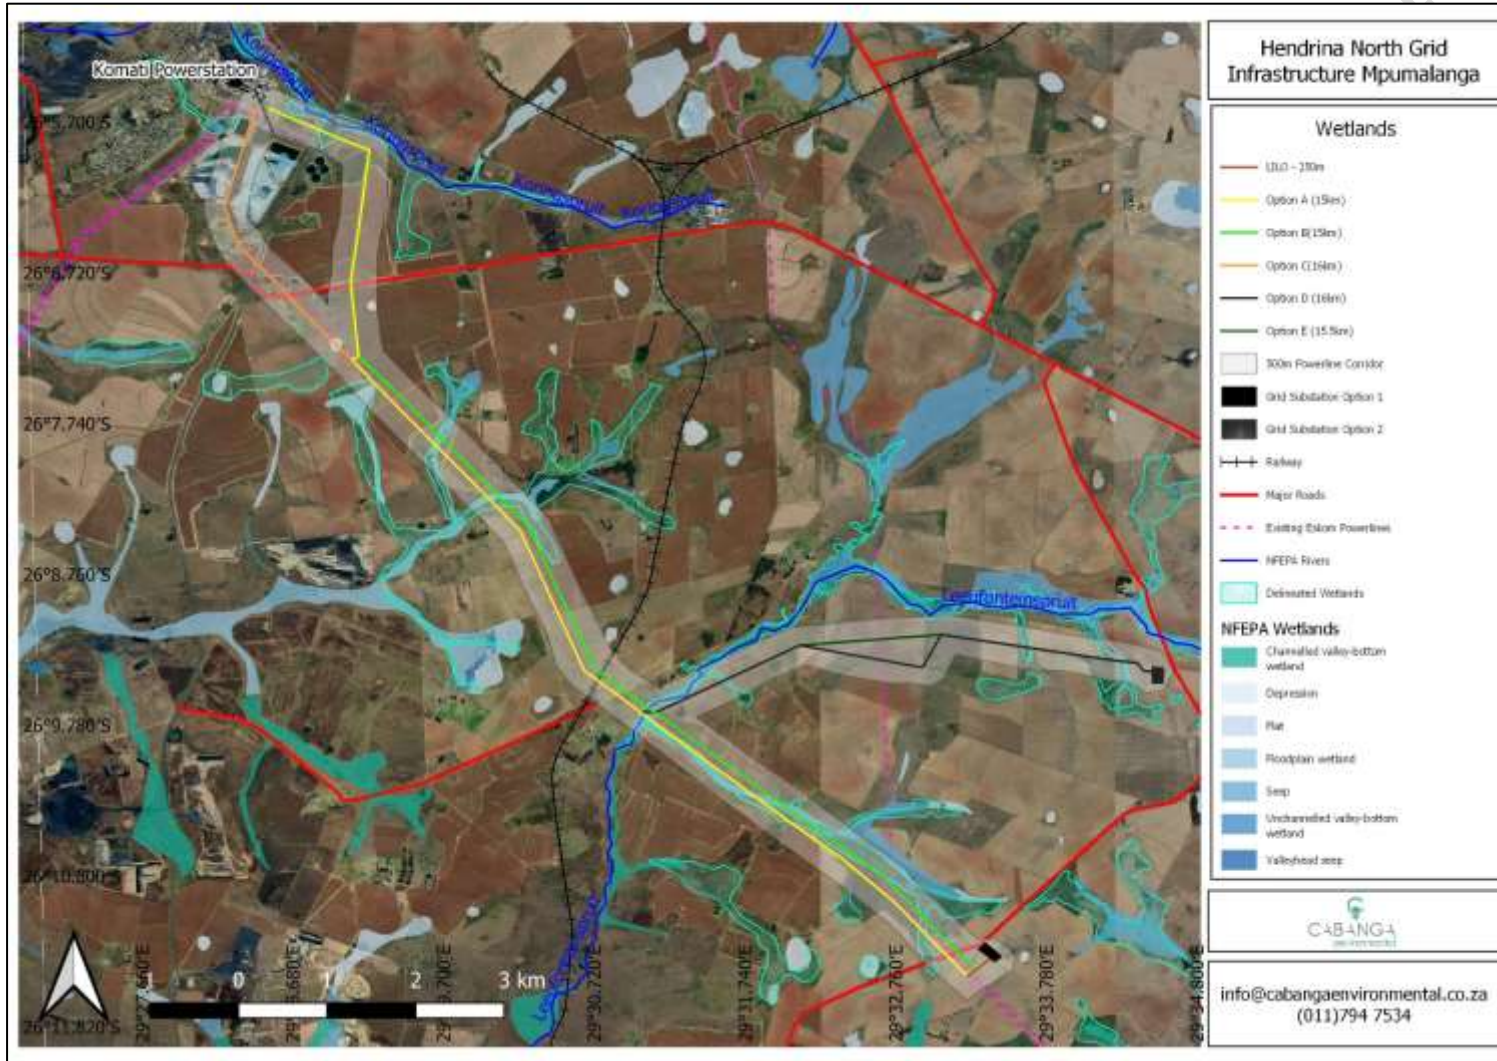 Hendrina North Grid
Infrastructure Mpumalanga
Wetlands
Option A (15km)
Option B(15km)
Option C(16km)
Option D (16km)
Option E (15.5km)
Powerline Corridor
Grid Substation Option 1
Grid Substation Option 2
Railway
Major Roads
Existing Eskom Powerlines
NFEPA Rivers
Delineated Wetlands
NFEPA Wetlands
Channelled valley-bottom
wetland
Depression
Flat
Floodplain wetland
Seep
Unchannelled valley-bottom
wetland
Valleyhead seep
CABANGA
environmental
info@cabangaenvironmental.co.za
(011)794 7534
Komati Powerstation
26°5.700'S
26°6.720'S
26°7.740'S
26°8.760'S
26°9.780'S
26°10.800'S
26°11.820'S
29°27.660'E
29°30.720'E
29°31.740'E
29°32.760'E
29°33.780'E
29°34.800'E
1 0 1 2 3 km